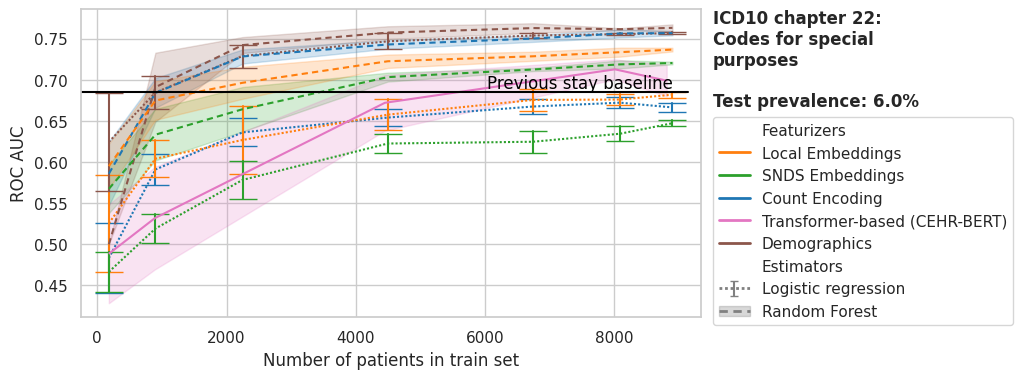 ICD10 chapter 22:
Codes for special
purposes
Test prevalence: 6.0%
Featurizers
Local Embeddings
SNDS Embeddings
Count Encoding
Transformer-based (CEHR-BERT)
Demographics
Estimators
Logistic regression
Random Forest
Previous stay baseline
ROC AUC
0.75
0.70
0.65
0.60
0.55
0.50
0.45
0
2000
4000
6000
8000
Number of patients in train set